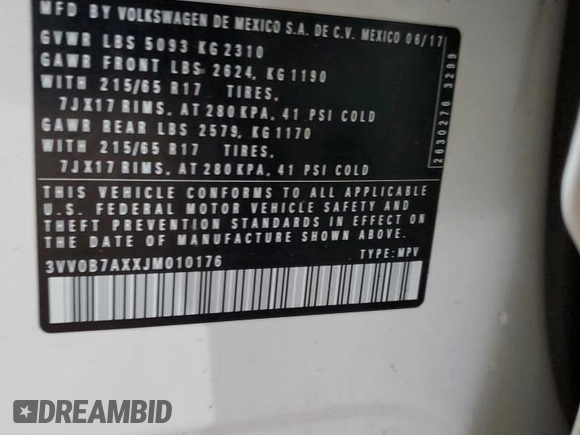 MFD BY VOLKSWAGEN DE MEXICO S.A. DE C.V. MEXICO 06/17
GVWR LBS 5093 KG 2310
GAWR FRONT LBS 2624, KG 1190
WITH 215/65 R17 TIRES,
7JX17 RIMS, AT 280 KPA, 41 PSI COLD
GAWR REAR LBS 2579, KG 1170
WITH 215/65 R17 TIRES,
7JX17 RIMS, AT 280 KPA, 41 PSI COLD
THIS VEHICLE CONFORMS TO ALL APPLICABLE
U.S. FEDERAL MOTOR VEHICLE SAFETY AND
THEFT PREVENTION STANDARDS IN EFFECT ON
THE DATE OF MANUFACTURE SHOWN ABOVE.
3VV0B7AXXJM010176 TYPE: MPV
2630276 3299
DREAMBID